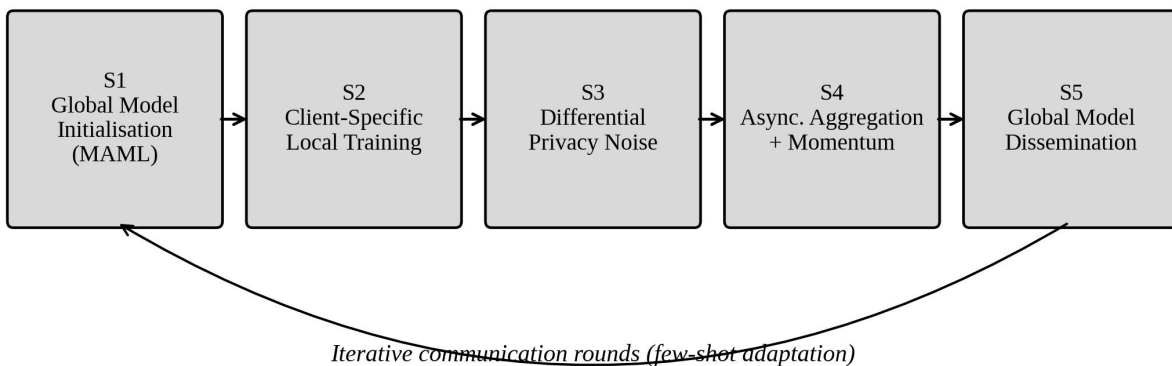 S1
Global Model
Initialisation
(MAML)
S2
Client-Specific
Local Training
S3
Differential
Privacy Noise
S4
Async. Aggregation
+ Momentum
S5
Global Model
Dissemination
Iterative communication rounds (few-shot adaptation)